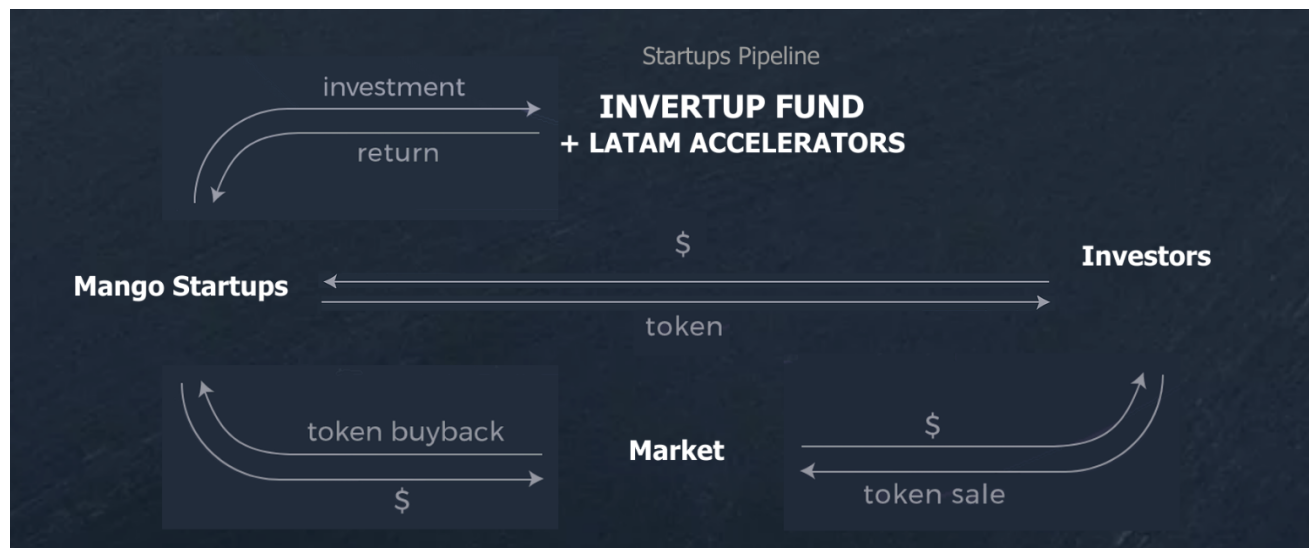 Startups Pipeline
investment
INVERTUP FUND
+ LATAM ACCELERATORS
return
$
Investors
Mango Startups
token
token buyback
$
Market
$
token sale